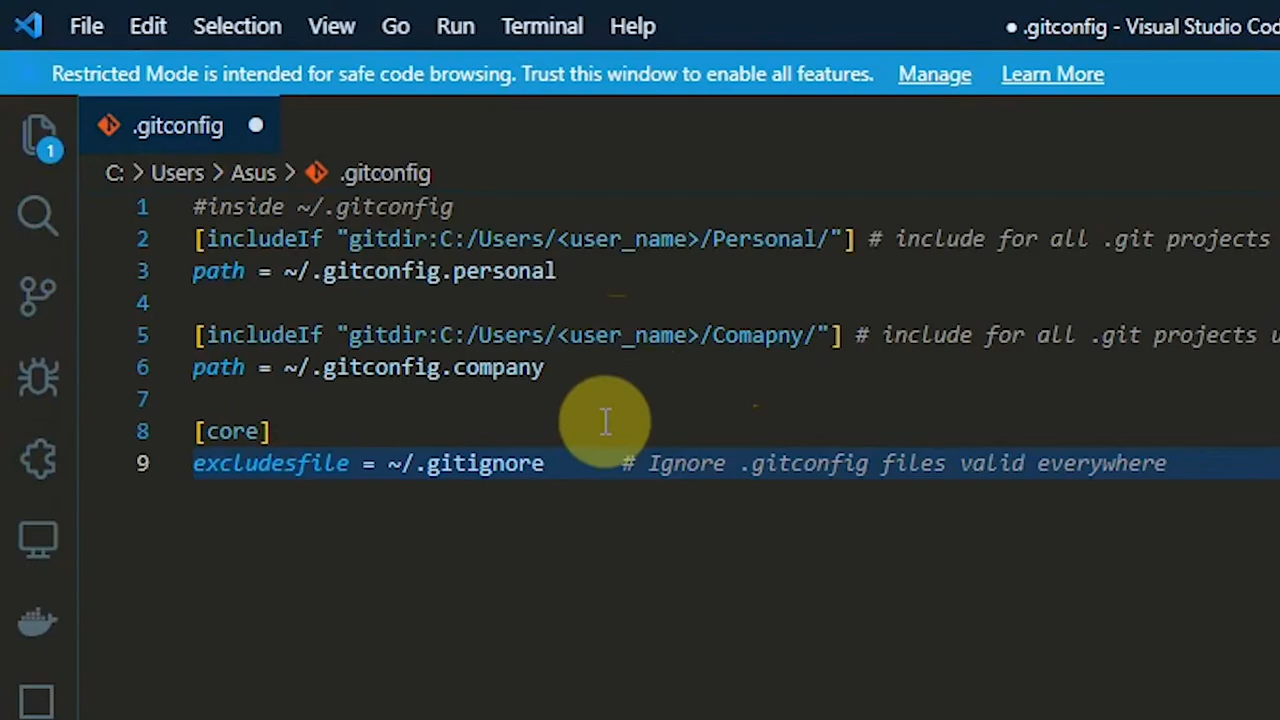 File Edit Selection View Go Run Terminal Help ● .gitconfig - Visual Studio Cod
Restricted Mode is intended for safe code browsing. Trust this window to enable all features. Manage Learn More
.gitconfig
1
C: > Users > Asus > .gitconfig
1 #inside ~/.gitconfig
2 [includeIf "gitdir:C:/Users/<user_name>/Personal/"] # include for all .git projects
3 path = ~/.gitconfig.personal
4
5 [includeIf "gitdir:C:/Users/<user_name>/Comapny/"] # include for all .git projects u
6 path = ~/.gitconfig.company
7
8 [core]
9 excludesfile = ~/.gitignore # Ignore .gitconfig files valid everywhere